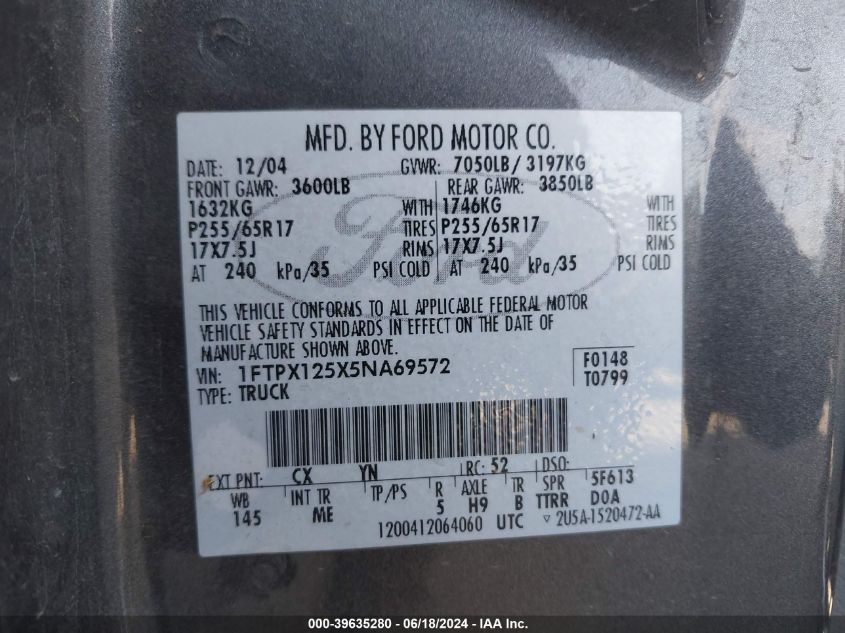 MFD. BY FORD MOTOR CO.
DATE: 12/04 GVWR: 7050LB/ 3197KG
FRONT GAWR: 3600LB REAR GAWR: 3850LB
1632KG WITH 1746KG WITH
P255/65R17 TIRES P255/65R17 TIRES
17X7.5J RIMS 17X7.5J RIMS
AT 240 kPa/35 PSI COLD AT 240 kPa/35 PSI COLD
Ford
THIS VEHICLE CONFORMS TO ALL APPLICABLE FEDERAL MOTOR
VEHICLE SAFETY STANDARDS IN EFFECT ON THE DATE OF
MANUFACTURE SHOWN ABOVE.
VIN: 1FTPX125X5NA69572 F0148
TYPE: TRUCK T0799
EXT PNT: CX YN RC: 52 DSO:
WB INT TR TP/PS R AXLE TR SPR 5F613
145 ME 5 H9 B TTRR D0A
1200412064060 UTC ▽ 2U5A-1520472-AA
000-39635280 - 06/18/2024 - IAA Inc.